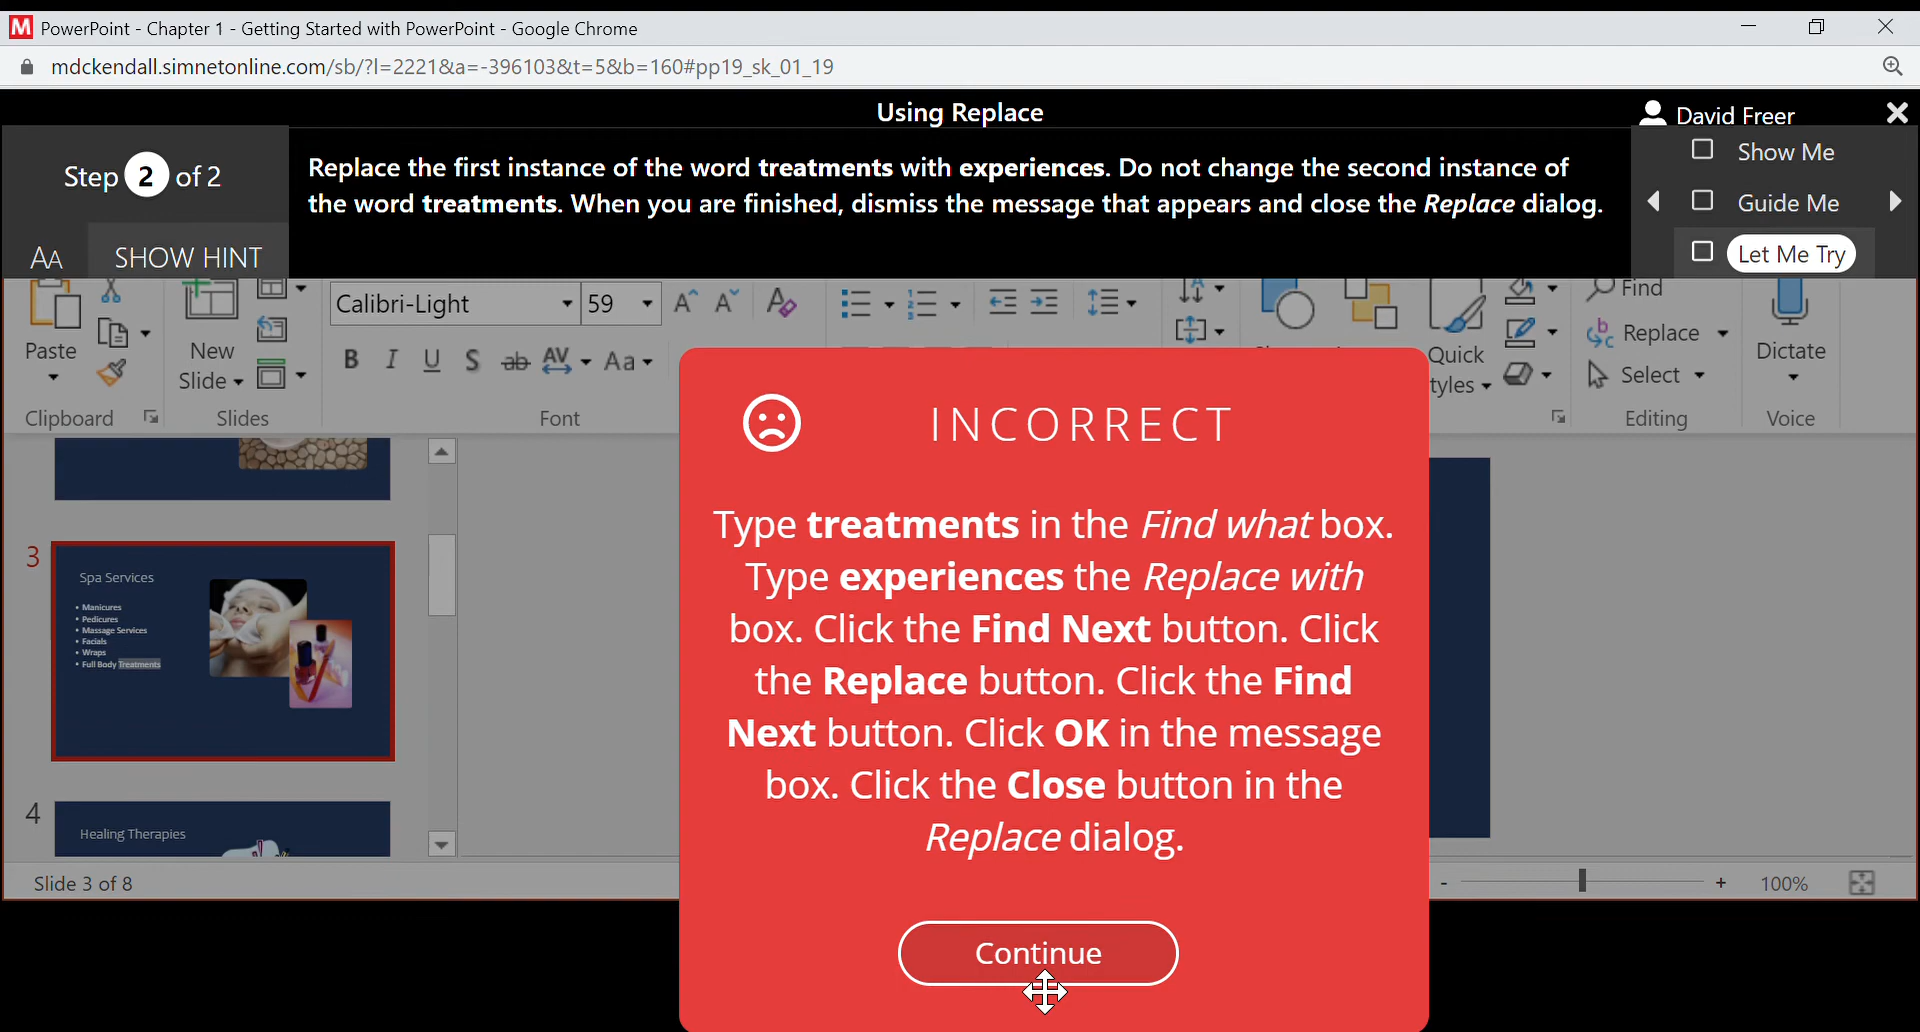 M PowerPoint - Chapter 1 - Getting Started with PowerPoint - Google Chrome
mdckendall.simnetonline.com/sb/?l=2221&a=-396103&t=5&b=160#pp19_sk_01_19
Using Replace
David Freer
Step 2 of 2
Replace the first instance of the word treatments with experiences. Do not change the second instance of
the word treatments. When you are finished, dismiss the message that appears and close the Replace dialog.
Show Me
Guide Me
Let Me Try
AA
SHOW HINT
Paste
Clipboard
New
Slide
Slides
Calibri-Light
59
B I U S ab AV Aa
Font
Quick
tyles
Find
Replace
Select
Editing
Dictate
Voice
INCORRECT
Type treatments in the Find what box.
Type experiences the Replace with
box. Click the Find Next button. Click
the Replace button. Click the Find
Next button. Click OK in the message
box. Click the Close button in the
Replace dialog.
Continue
3
Spa Services
• Manicures
• Pedicures
• Massage Services
• Facials
• Wraps
• Full Body Treatments
4
Healing Therapies
Slide 3 of 8
- + 100%